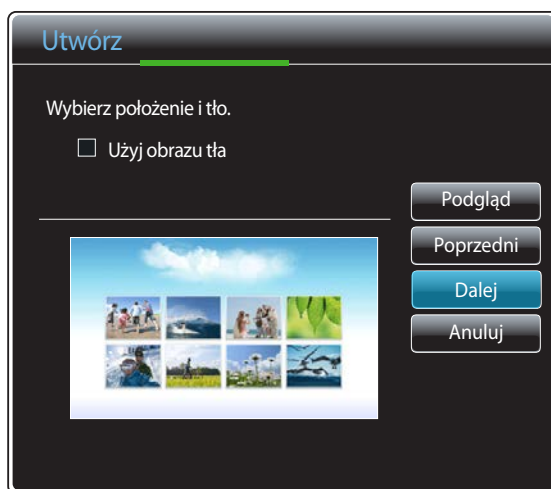 Utwórz
Wybierz położenie i tło.
Użyj obrazu tła
Podgląd
Poprzedni
Dalej
Anuluj